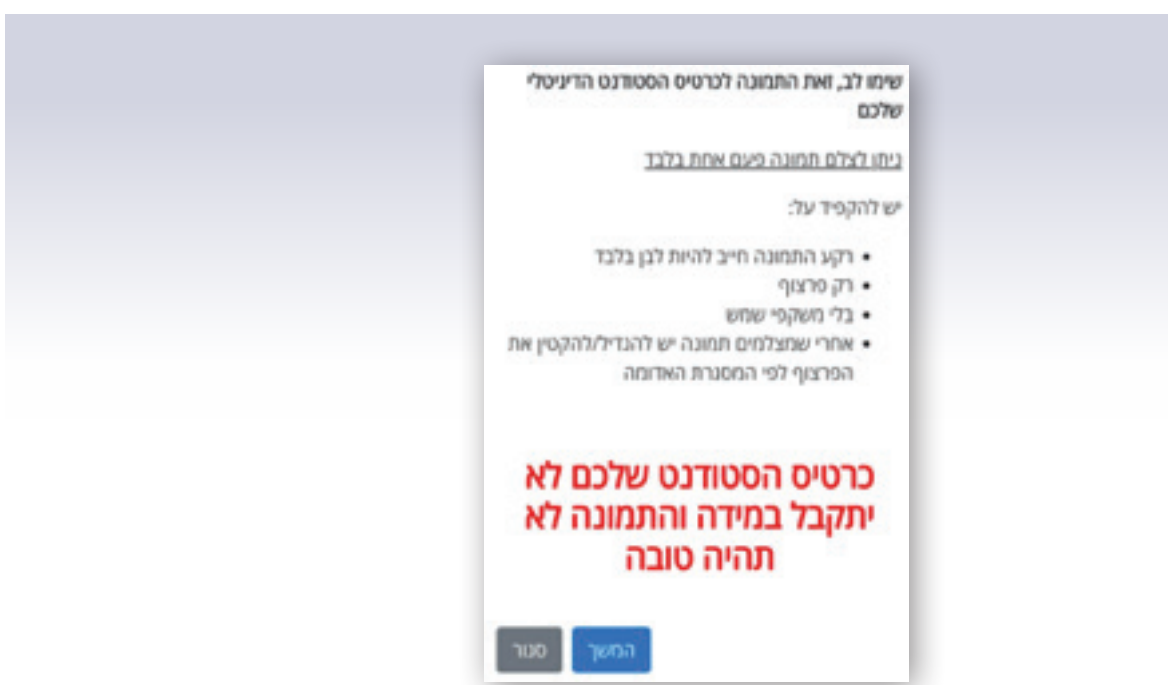 שימו לב, זאת התמונה לכרטיס הסטודנט הדיגיטלי
שלכם
ניתן לצלם תמונה פעם אחת בלבד
יש להקפיד על:
• רקע התמונה חייב להיות לבן בלבד
• רק פרצוף
• בלי משקפי שמש
• אחרי שמצלמים תמונה יש להגדיל/להקטין את
הפרצוף לפי המסגרת האדומה
כרטיס הסטודנט שלכם לא
יתקבל במידה והתמונה לא
תהיה טובה
המשך
סגור